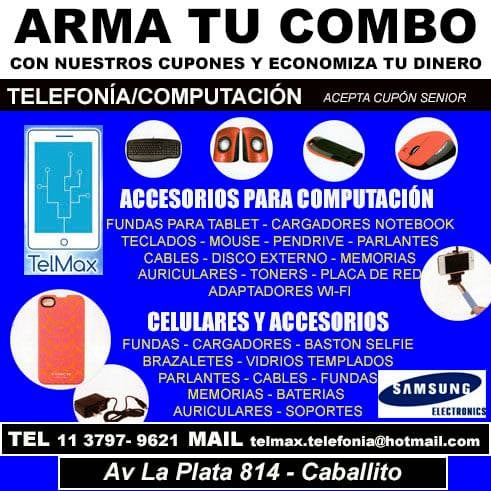 ARMA TU COMBO
CON NUESTROS CUPONES Y ECONOMIZA TU DINERO
TELEFONÍA/COMPUTACIÓN ACEPTA CUPÓN SENIOR
TelMax
ACCESORIOS PARA COMPUTACIÓN
FUNDAS PARA TABLET - CARGADORES NOTEBOOK
TECLADOS - MOUSE - PENDRIVE - PARLANTES
CABLES - DISCO EXTERNO - MEMORIAS
AURICULARES - TONERS - PLACA DE RED
ADAPTADORES WI-FI
CELULARES Y ACCESORIOS
FUNDAS - CARGADORES - BASTON SELFIE
BRAZALETES - VIDRIOS TEMPLADOS
PARLANTES - CABLES - FUNDAS
MEMORIAS - BATERIAS
AURICULARES - SOPORTES
COACH
SAMSUNG
ELECTRONICS
TEL 11 3797- 9621 MAIL telmax.telefonia@hotmail.com
Av La Plata 814 - Caballito